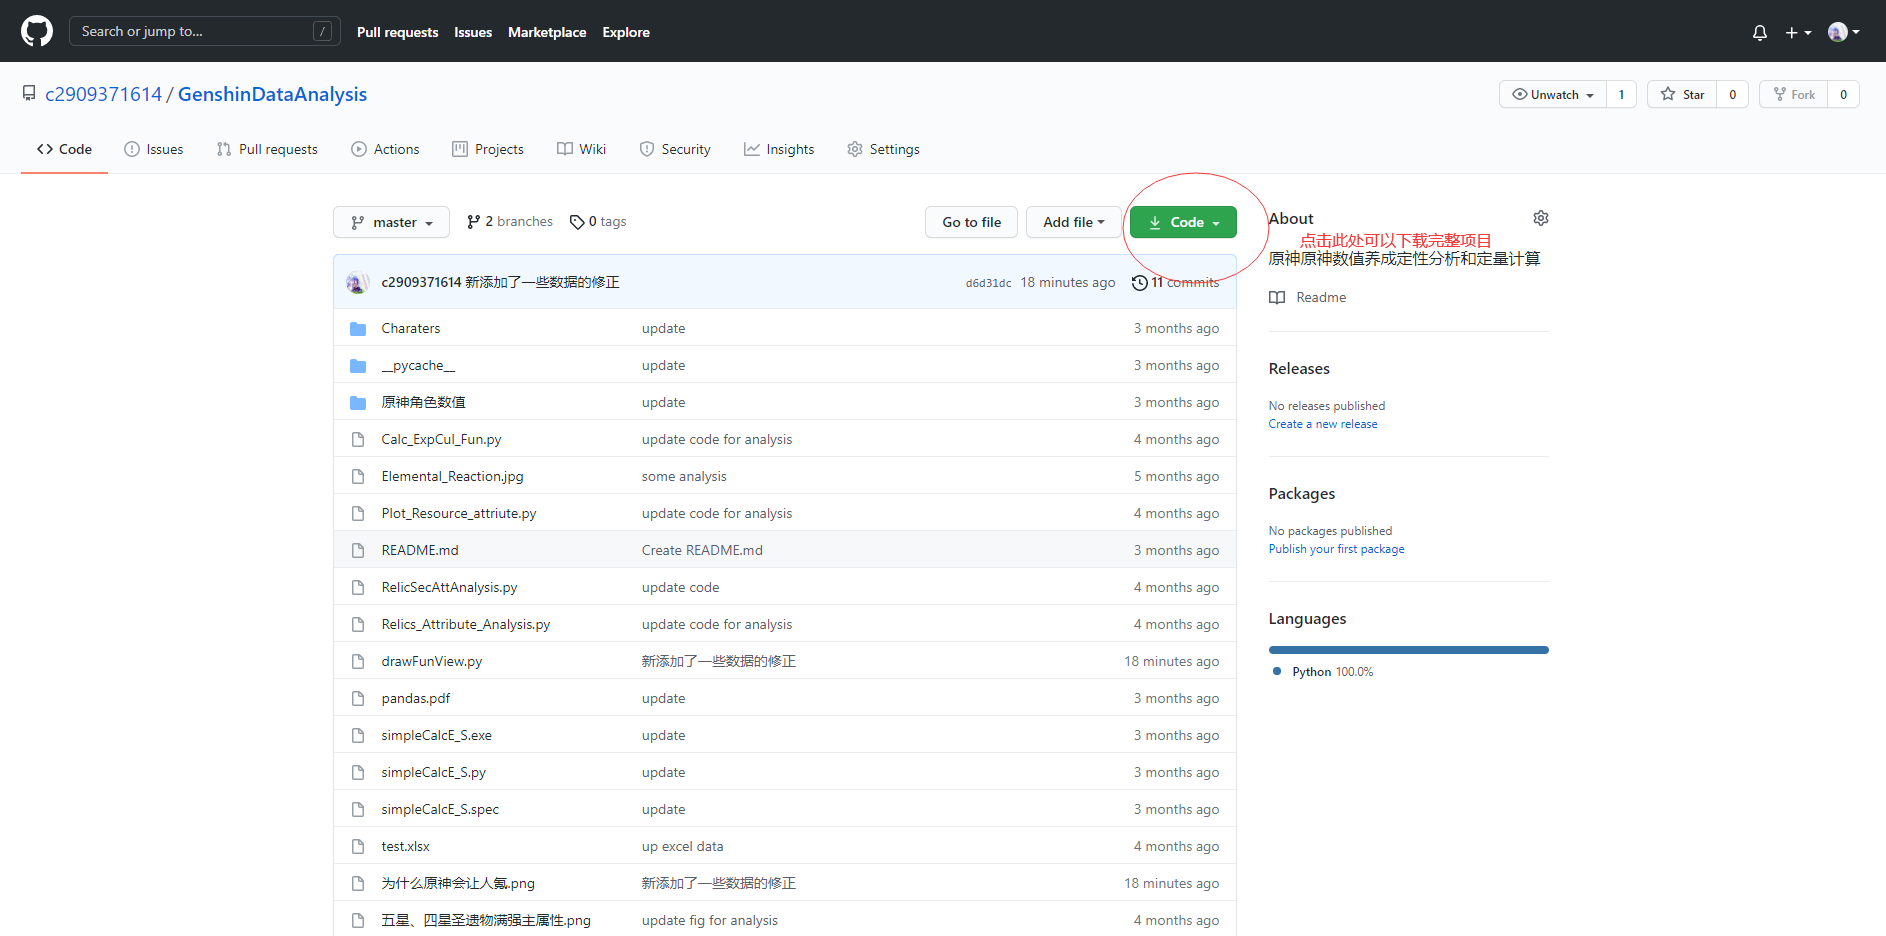 Search or jump to... /
Pull requests Issues Marketplace Explore
c2909371614 / GenshinDataAnalysis
Unwatch 1 Star 0 Fork 0
Code Issues Pull requests Actions Projects Wiki Security Insights Settings
master 2 branches 0 tags Go to file Add file Code
c2909371614 新添加了一些数据的修正 d6d31dc 18 minutes ago 11 commits
Charaters update 3 months ago
__pycache__ update 3 months ago
原神角色数值 update 3 months ago
Calc_ExpCul_Fun.py update code for analysis 4 months ago
Elemental_Reaction.jpg some analysis 5 months ago
Plot_Resource_attriute.py update code for analysis 4 months ago
README.md Create README.md 3 months ago
RelicSecAttAnalysis.py update code 4 months ago
Relics_Attribute_Analysis.py update code for analysis 4 months ago
drawFunView.py 新添加了一些数据的修正 18 minutes ago
pandas.pdf update 3 months ago
simpleCalcE_S.exe update 3 months ago
simpleCalcE_S.py update 3 months ago
simpleCalcE_S.spec update 3 months ago
test.xlsx up excel data 4 months ago
为什么原神会让人氪.png 新添加了一些数据的修正 18 minutes ago
五星、四星圣遗物满强主属性.png update fig for analysis 4 months ago
About
点击此处可以下载完整项目
原神原神数值养成定性分析和定量计算
Readme
Releases
No releases published
Create a new release
Packages
No packages published
Publish your first package
Languages
Python 100.0%